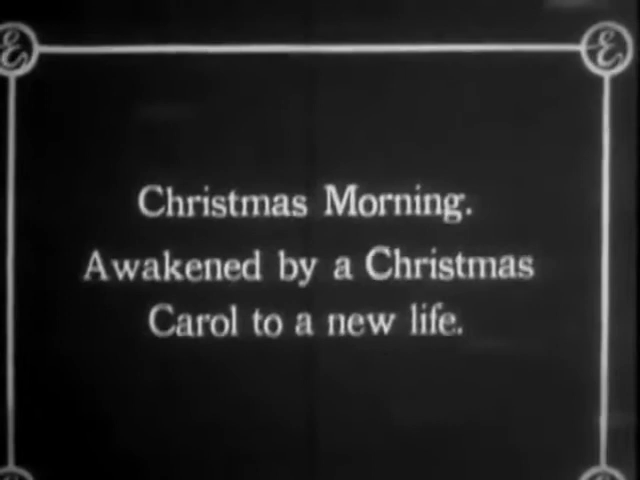 E E
Christmas Morning.
Awakened by a Christmas
Carol to a new life.